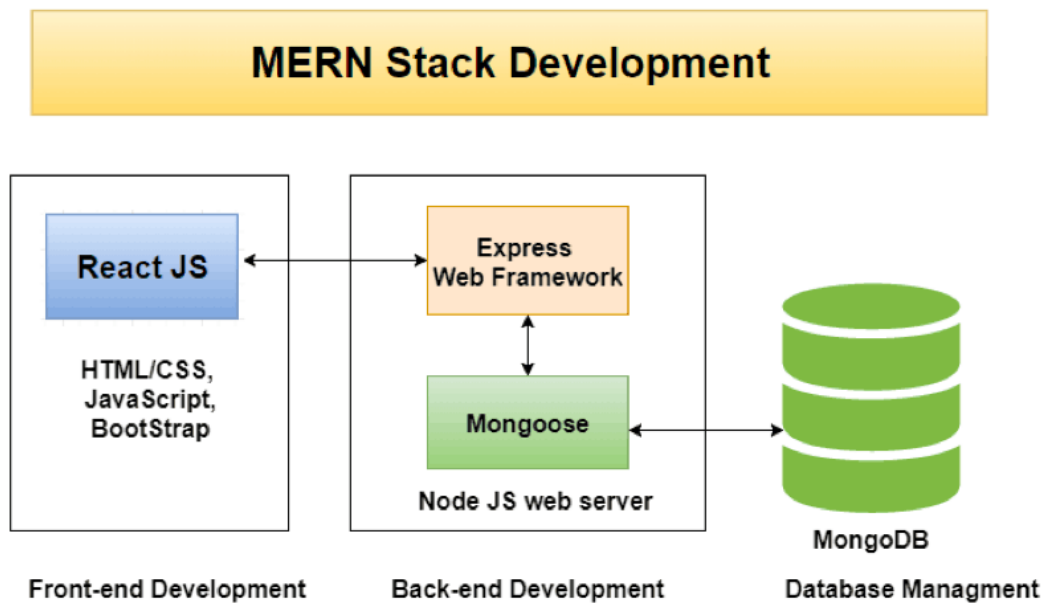 MERN Stack Development
React JS
HTML/CSS,
JavaScript,
BootStrap
Express
Web Framework
Mongoose
Node JS web server
MongoDB
Front-end Development
Back-end Development
Database Managment